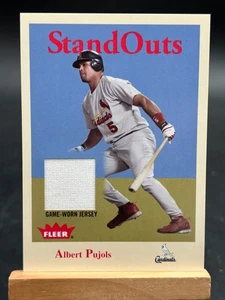 StandOuts
Cardinals
5
GAME-WORN JERSEY
FLEER
Albert Pujols
Cardinals